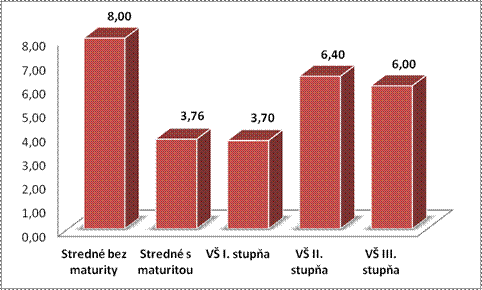 8,00
3,76
3,70
6,40
6,00
8,00
7,00
6,00
5,00
4,00
3,00
2,00
1,00
0,00
Stredné bez
maturity
Stredné s
maturitou
VŠ I. stupňa
VŠ II.
stupňa
VŠ III.
stupňa